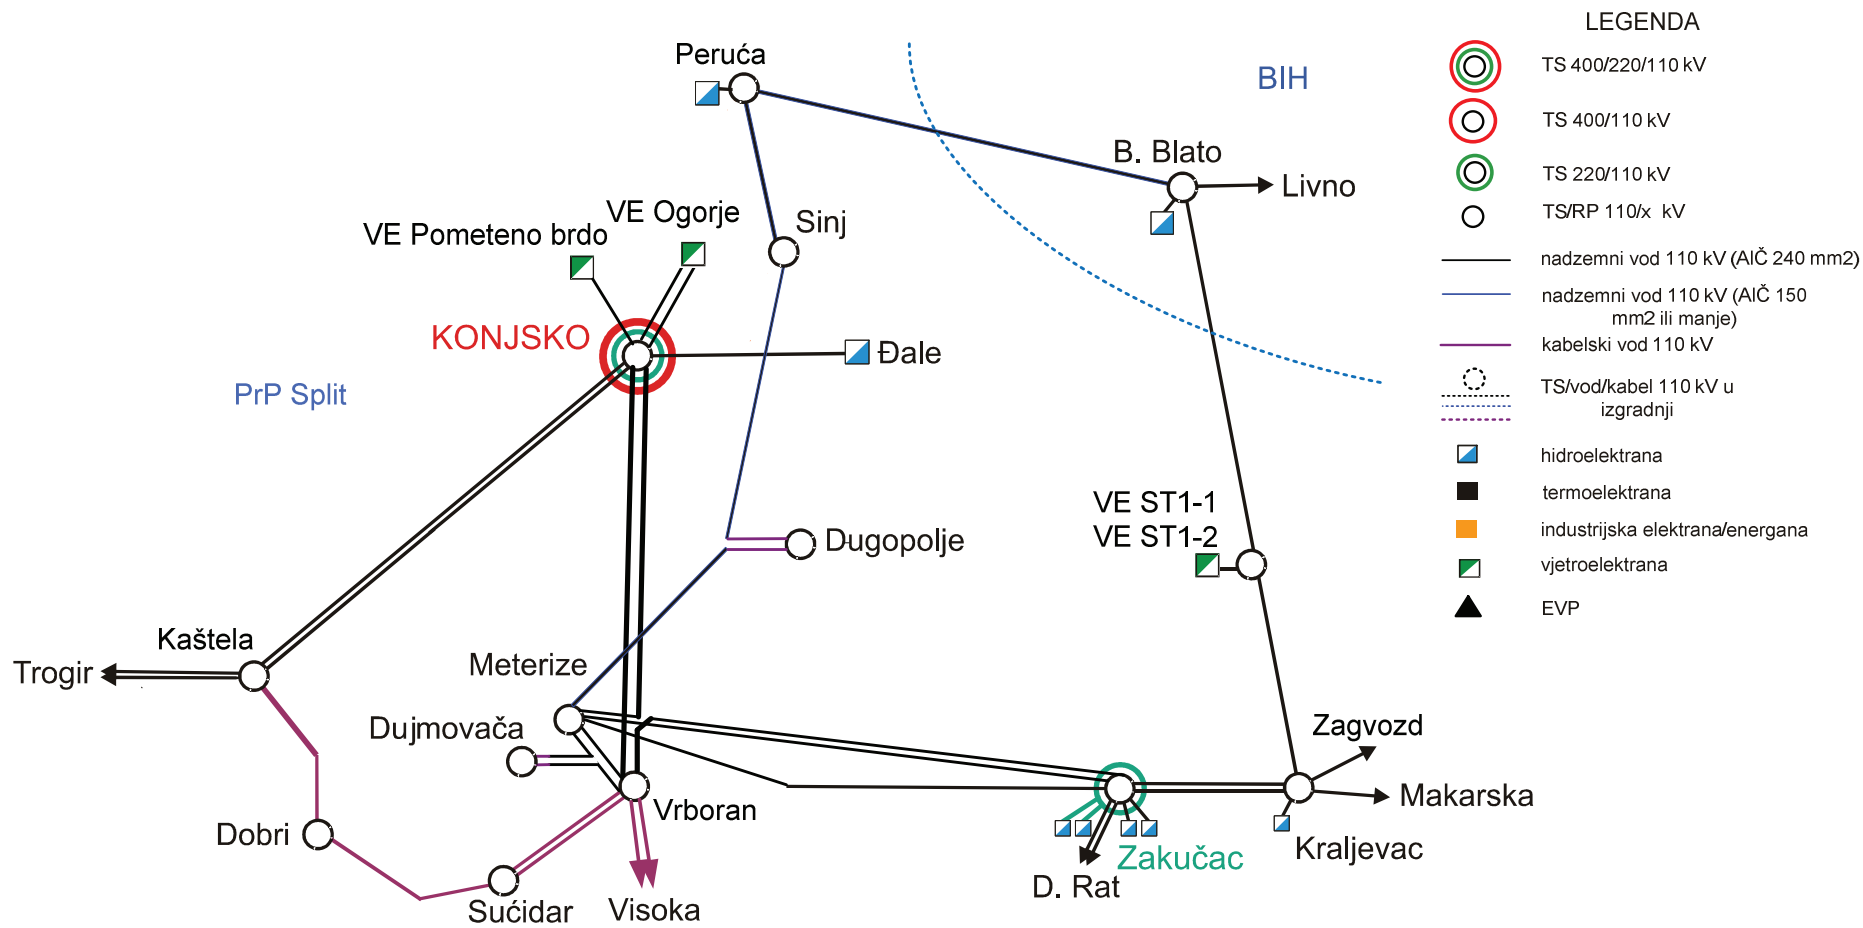 LEGENDA
TS 400/220/110 kV
TS 400/110 kV
TS 220/110 kV
TS/RP 110/x kV
nadzemni vod 110 kV (AlČ 240 mm2)
nadzemni vod 110 kV (AlČ 150
mm2 ili manje)
kabelski vod 110 kV
TS/vod/kabel 110 kV u
izgradnji
hidroelektrana
termoelektrana
industrijska elektrana/energana
vjetroelektrana
EVP
Peruća
BIH
B. Blato
Livno
VE Ogorje
VE Pometeno brdo
Sinj
KONJSKO
Đale
PrP Split
VE ST1-1
VE ST1-2
Dugopolje
Kaštela
Trogir
Meterize
Dujmovača
Zagvozd
Makarska
Vrboran
Dobri
Kraljevac
Zakučac
D. Rat
Sućidar
Visoka